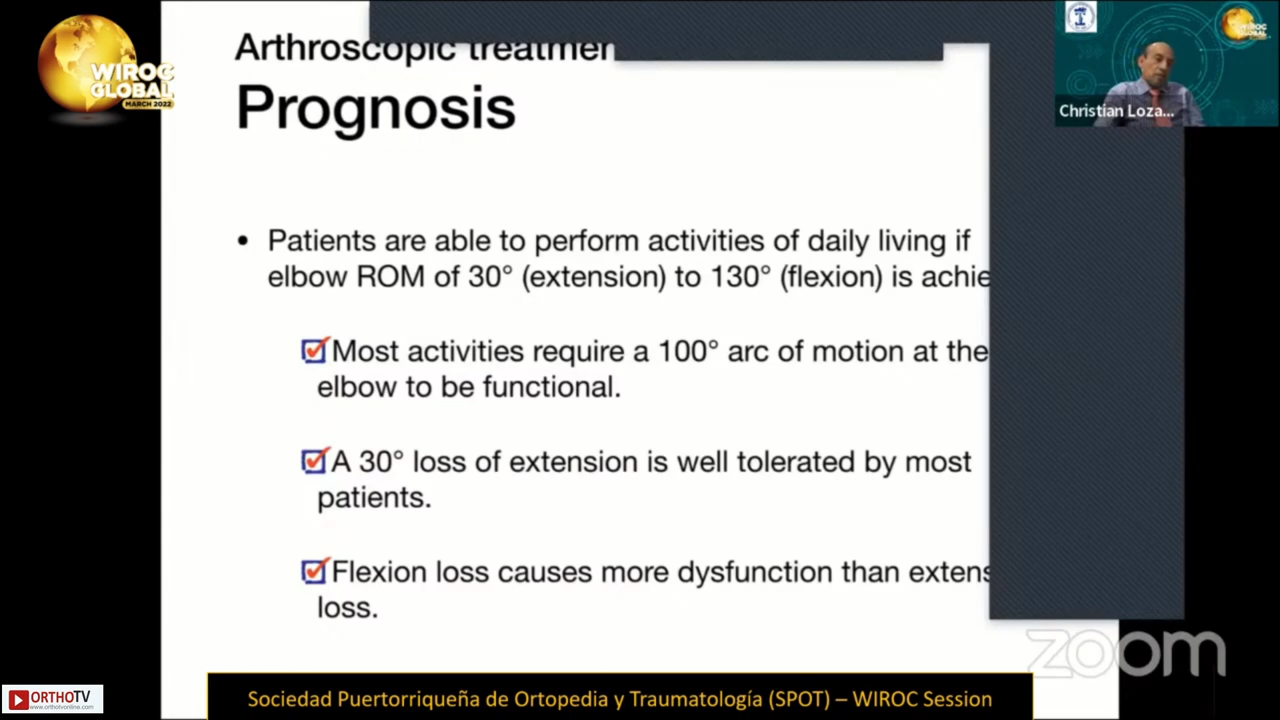 WIROC
GLOBAL
MARCH 2022
Arthroscopic
Prognosis
• Patients are able to perform activities of daily living if
elbow ROM of 30° (extension) to 130° (flexion) is
Most activities require a 100° arc of motion at the
elbow to be functional.
A 30° loss of extension is well tolerated by most
patients.
Flexion loss causes more dysfunction than
loss.
Christian Loza...
zoom
ORTHOTV
www.orthotvonline.com
Sociedad Puertorriqueña de Ortopedia y Traumatología (SPOT) – WIROC Session